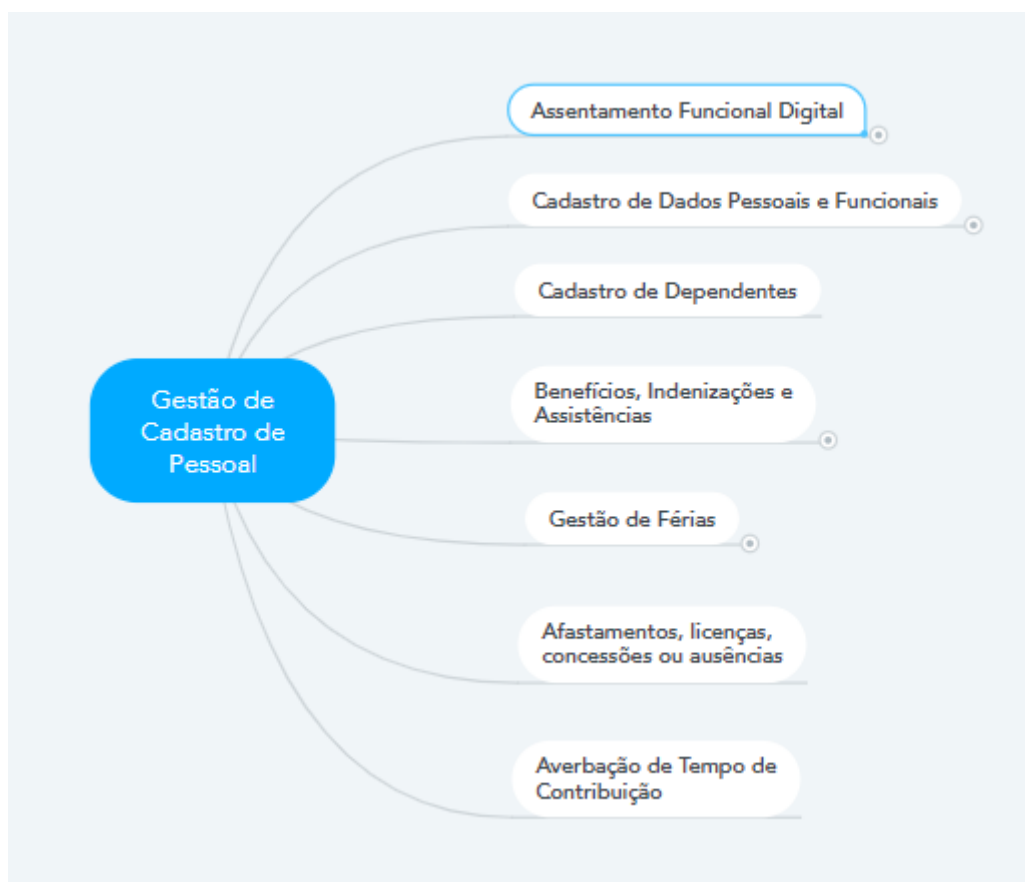 Assentamento Funcional Digital
Cadastro de Dados Pessoais e Funcionais
Cadastro de Dependentes
Gestão de
Cadastro de
Pessoal
Benefícios, Indenizações e
Assistências
Gestão de Férias
Afastamentos, licenças,
concessões ou ausências
Averbação de Tempo de
Contribuição